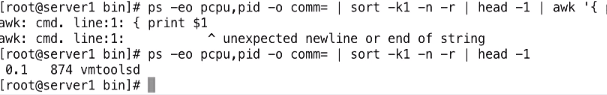 [root@server1 bin]# ps -eo pcpu,pid -o comm= | sort -k1 -n -r | head -1 | awk '{
awk: cmd. line:1: { print $1
awk: cmd. line:1:          ^ unexpected newline or end of string
[root@server1 bin]# ps -eo pcpu,pid -o comm= | sort -k1 -n -r | head -1
0.1   874 vmtoolsd
[root@server1 bin]#